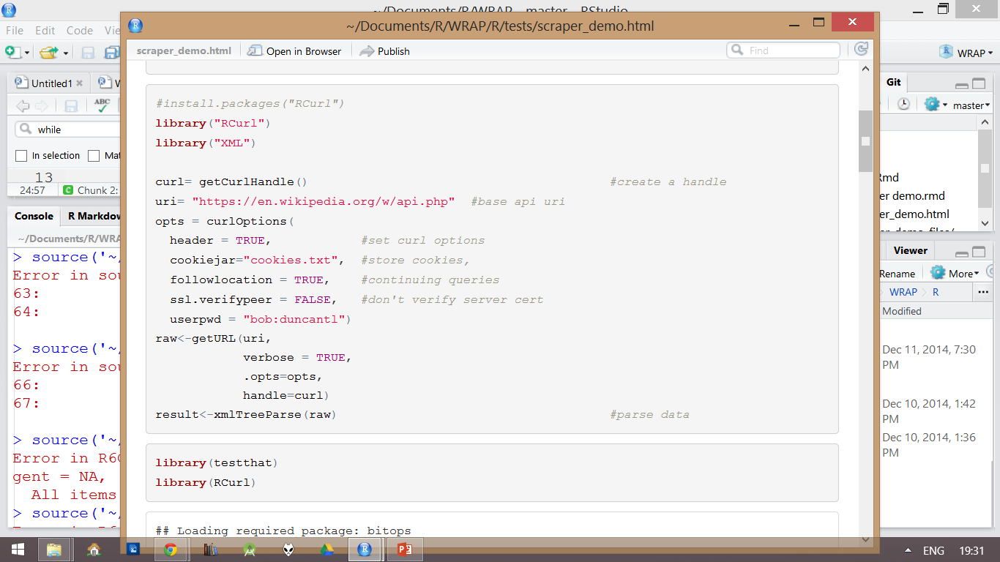 ~/Documents/R/WRAP - master - RStudio
File Edit Code
~/Documents/R/WRAP/R/tests/scraper_demo.html
scraper_demo.html Open in Browser Publish Find
WRAP
Untitled1
ABC
while
In selection
13
24:57 Chunk 2:
Console R Markdow
~/Documents/R/WRA
> source('~/
Error in sou
63:
64:
> source('~/
Error in sou
66:
67:
> source('~/
Error in R6
gent = NA,
All items
> source('~/
#install.packages("RCurl")
library("RCurl")
library("XML")
curl= getCurlHandle() #create a handle
uri= "https://en.wikipedia.org/w/api.php" #base api uri
opts = curlOptions(
header = TRUE, #set curl options
cookiejar="cookies.txt", #store cookies,
followlocation = TRUE, #continuing queries
ssl.verifypeer = FALSE, #don't verify server cert
userpwd = "bob:duncantl")
raw<-getURL(uri,
verbose = TRUE,
.opts=opts,
handle=curl)
result<-xmlTreeParse(raw) #parse data
library(testthat)
library(RCurl)
## Loading required package: bitops
Git
master
Rmd
er demo.rmd
er_demo.html
Viewer
Rename More
WRAP R ...
Modified
Dec 11, 2014, 7:30
PM
Dec 10, 2014, 1:42
PM
Dec 10, 2014, 1:36
PM
ENG 19:31